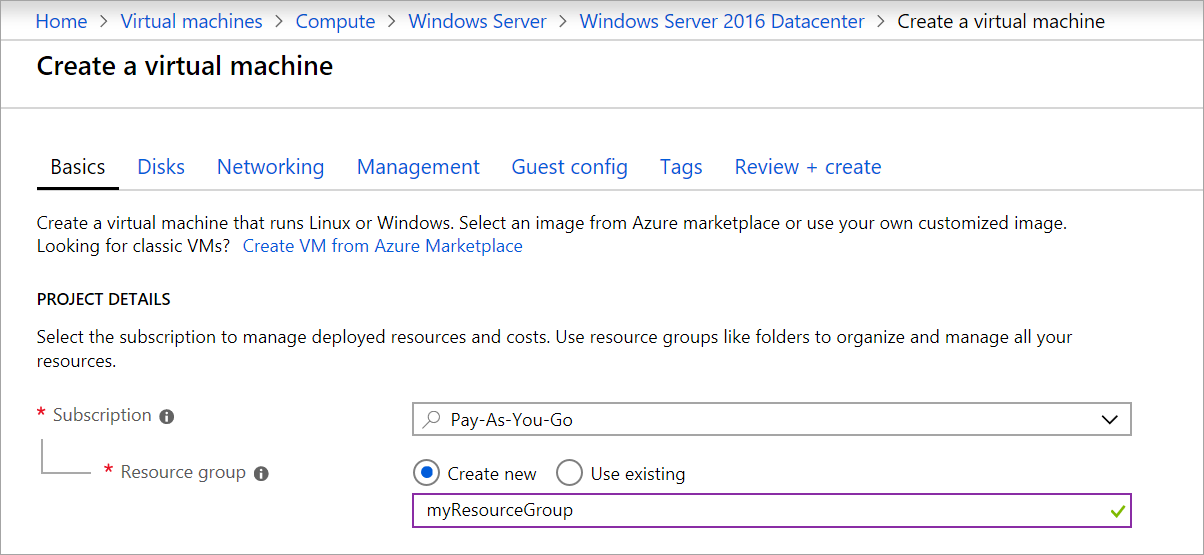 Home > Virtual machines > Compute > Windows Server > Windows Server 2016 Datacenter > Create a virtual machine
Create a virtual machine
Basics Disks Networking Management Guest config Tags Review + create
Create a virtual machine that runs Linux or Windows. Select an image from Azure marketplace or use your own customized image.
Looking for classic VMs? Create VM from Azure Marketplace
PROJECT DETAILS
Select the subscription to manage deployed resources and costs. Use resource groups like folders to organize and manage all your
resources.
* Subscription Pay-As-You-Go
* Resource group Create new Use existing
myResourceGroup